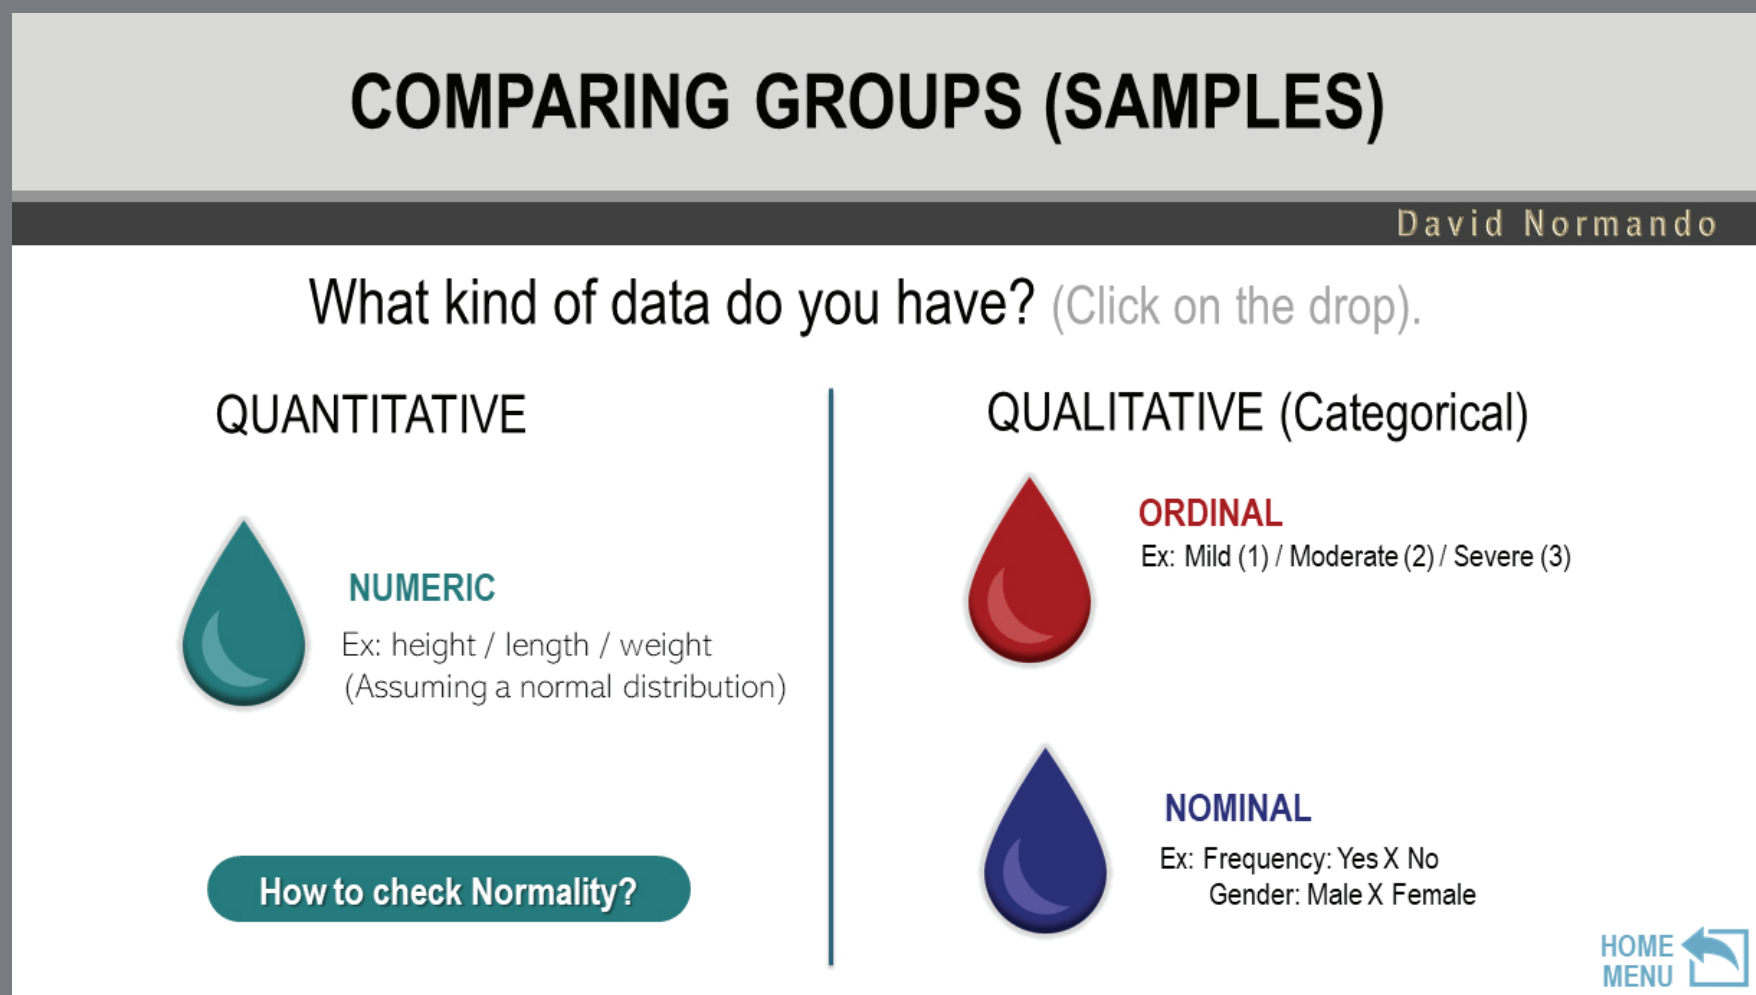 COMPARING GROUPS (SAMPLES)
David Normando
What kind of data do you have? (Click on the drop).
QUANTITATIVE
NUMERIC
Ex: height / length / weight
(Assuming a normal distribution)
How to check Normality?
QUALITATIVE (Categorical)
ORDINAL
Ex: Mild (1) / Moderate (2) / Severe (3)
NOMINAL
Ex: Frequency: Yes X No
Gender: Male X Female
HOME
MENU